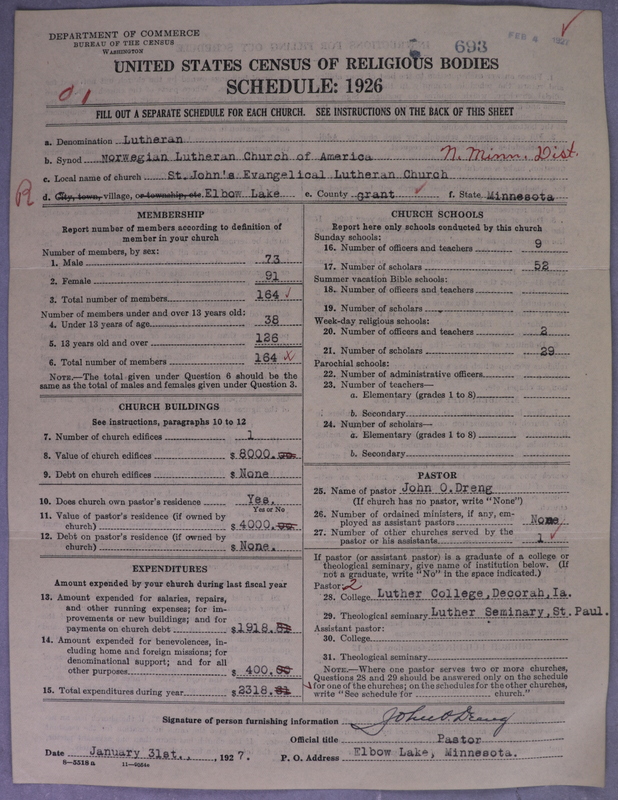 DEPARTMENT OF COMMERCE
BUREAU OF THE CENSUS
WASHINGTON
693
FEB 4 1927
UNITED STATES CENSUS OF RELIGIOUS BODIES
SCHEDULE: 1926
FILL OUT A SEPARATE SCHEDULE FOR EACH CHURCH. SEE INSTRUCTIONS ON THE BACK OF THIS SHEET
a. Denomination Lutheran
b. Synod Norwegian Lutheran Church of America N. Minn. Dist.
c. Local name of church St.John's Evangelical Lutheran Church
R d. City, town, village, or township, etc. Elbow Lake e. County grant f. State Minnesota
MEMBERSHIP
Report number of members according to definition of
member in your church
Number of members, by sex:
1. Male 73
2. Female 91
3. Total number of members 164
Number of members under and over 13 years old:
4. Under 13 years of age 38
5. 13 years old and over 126
6. Total number of members 164
NOTE.—The total given under Question 6 should be the
same as the total of males and females given under Question 3.
CHURCH BUILDINGS
See instructions, paragraphs 10 to 12
7. Number of church edifices 1
8. Value of church edifices $ 8000.00
9. Debt on church edifices $ None
10. Does church own pastor's residence Yes.
Yes or No
11. Value of pastor's residence (if owned by
church) $ 4000.00
12. Debt on pastor's residence (if owned by
church) $ None.
EXPENDITURES
Amount expended by your church during last fiscal year
13. Amount expended for salaries, repairs,
and other running expenses; for im-
provements or new buildings; and for
payments on church debt $1918.
14. Amount expended for benevolences, in-
cluding home and foreign missions; for
denominational support; and for all
other purposes $ 400.
15. Total expenditures during year $2318.
CHURCH SCHOOLS
Report here only schools conducted by this church
Sunday schools:
16. Number of officers and teachers 9
17. Number of scholars 52
Summer vacation Bible schools:
18. Number of officers and teachers
19. Number of scholars
Week-day religious schools:
20. Number of officers and teachers 2
21. Number of scholars 29
Parochial schools:
22. Number of administrative officers
23. Number of teachers—
a. Elementary (grades 1 to 8)
b. Secondary
24. Number of scholars—
a. Elementary (grades 1 to 8)
b. Secondary
PASTOR
25. Name of pastor John O.Dreng
(If church has no pastor, write "None")
26. Number of ordained ministers, if any, em-
ployed as assistant pastors None
27. Number of other churches served by the
pastor or his assistants 1
If pastor (or assistant pastor) is a graduate of a college or
theological seminary, give name of institution below. (If
not a graduate, write "No" in the space indicated.)
Pastor: 2
28. College Luther College,Decorah,Ia.
29. Theological seminary Luther Seminary,St.Paul.
Assistant pastor:
30. College
31. Theological seminary
NOTE.—Where one pastor serves two or more churches,
Questions 28 and 29 should be answered only on the schedule
for one of the churches; on the schedules for the other churches,
write "See schedule for church."
Signature of person furnishing information John O. Dreng
Official title Pastor
Date January 31st., 1927. P. O. Address Elbow Lake, Minnesota.
8—5518a